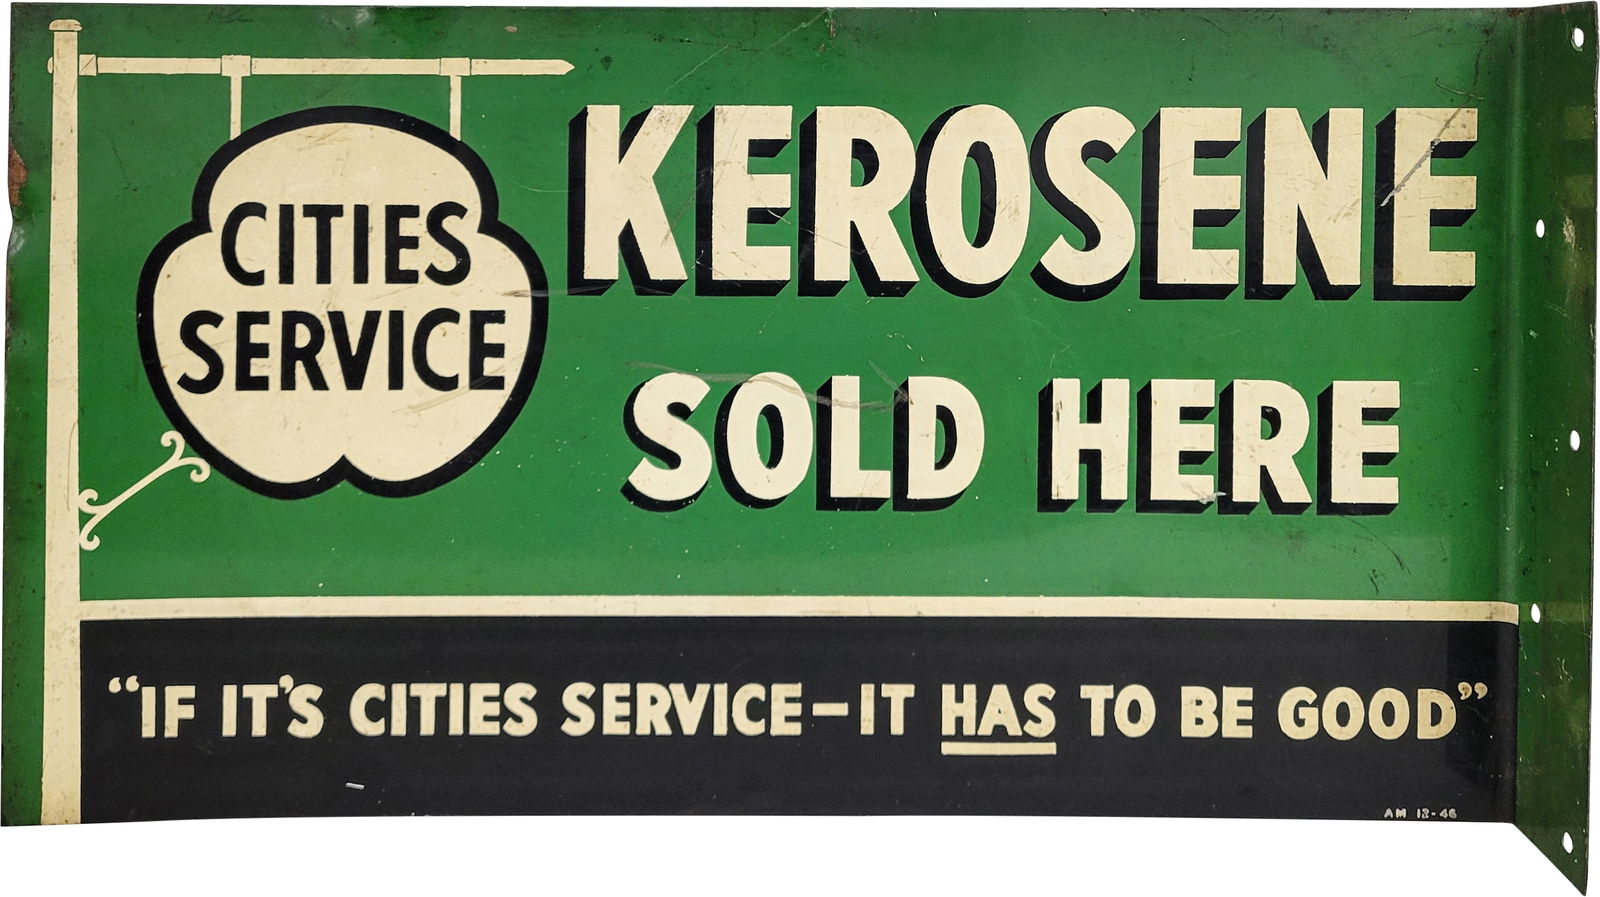 CITIES
SERVICE
KEROSENE
SOLD HERE
“IF IT’S CITIES SERVICE–IT HAS TO BE GOOD”
AM 12-46